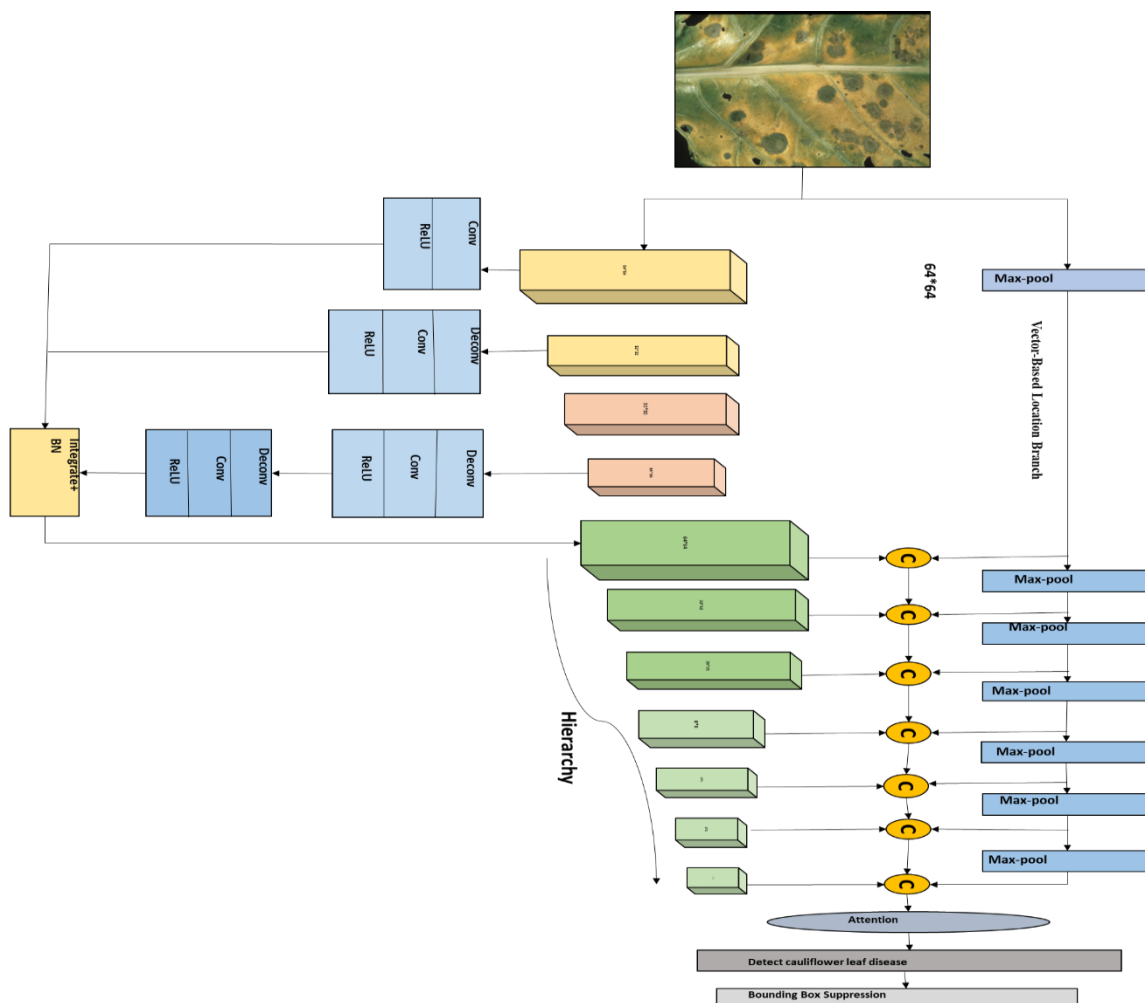 Conv
ReLU
64*64
Max-pool
Vector-Based Location Branch
Deconv
Conv
ReLU
Deconv
Conv
ReLU
Deconv
Conv
ReLU
Integrate+
BN
C
Max-pool
C
Max-pool
C
Max-pool
Hierarchy
C
Max-pool
C
Max-pool
C
Max-pool
C
Attention
Detect cauliflower leaf disease
Bounding Box Suppression